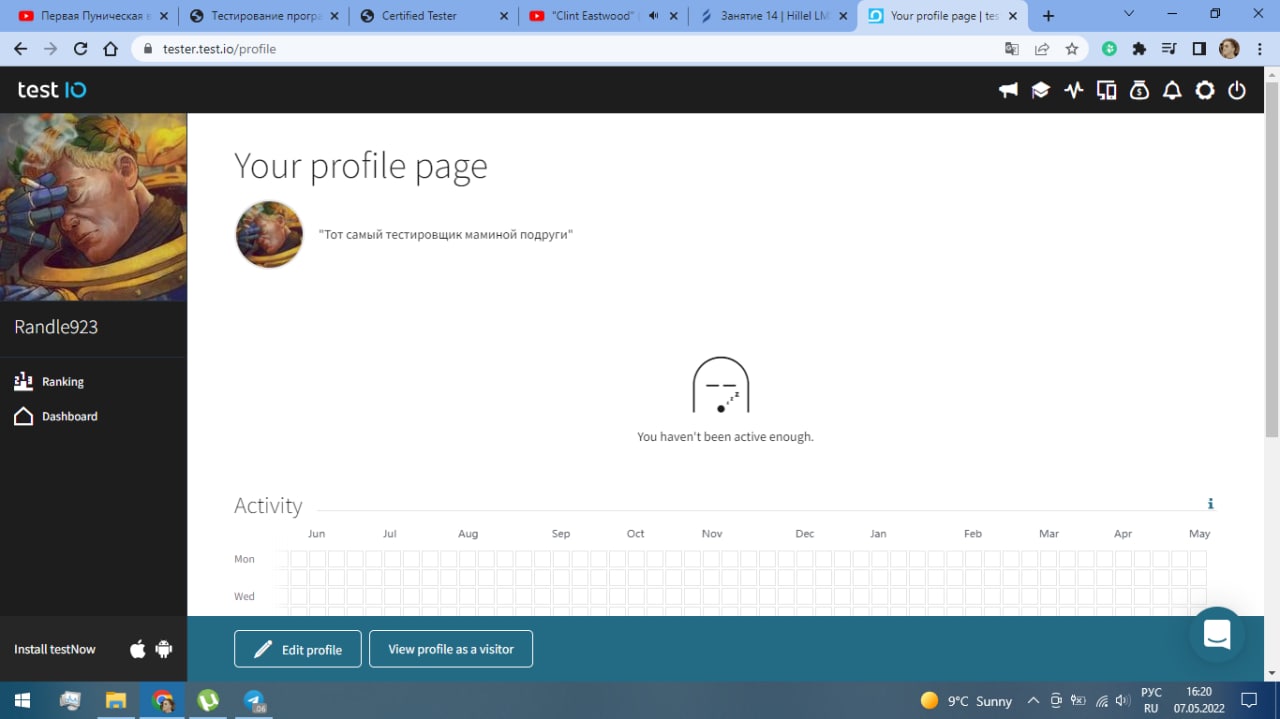 Первая Пуническая в
Тестирование програ
Certified Tester
"Clint Eastwood"
Занятие 14 | Hillel LM
Your profile page | tes
tester.test.io/profile
test IO
Your profile page
"Тот самый тестировщик маминой подруги"
Randle923
Ranking
Dashboard
z z z
You haven't been active enough.
Activity
i
Jun Jul Aug Sep Oct Nov Dec Jan Feb Mar Apr May
Mon
Wed
Install testNow
Edit profile
View profile as a visitor
.06
9°C Sunny
РУС
RU
16:20
07.05.2022